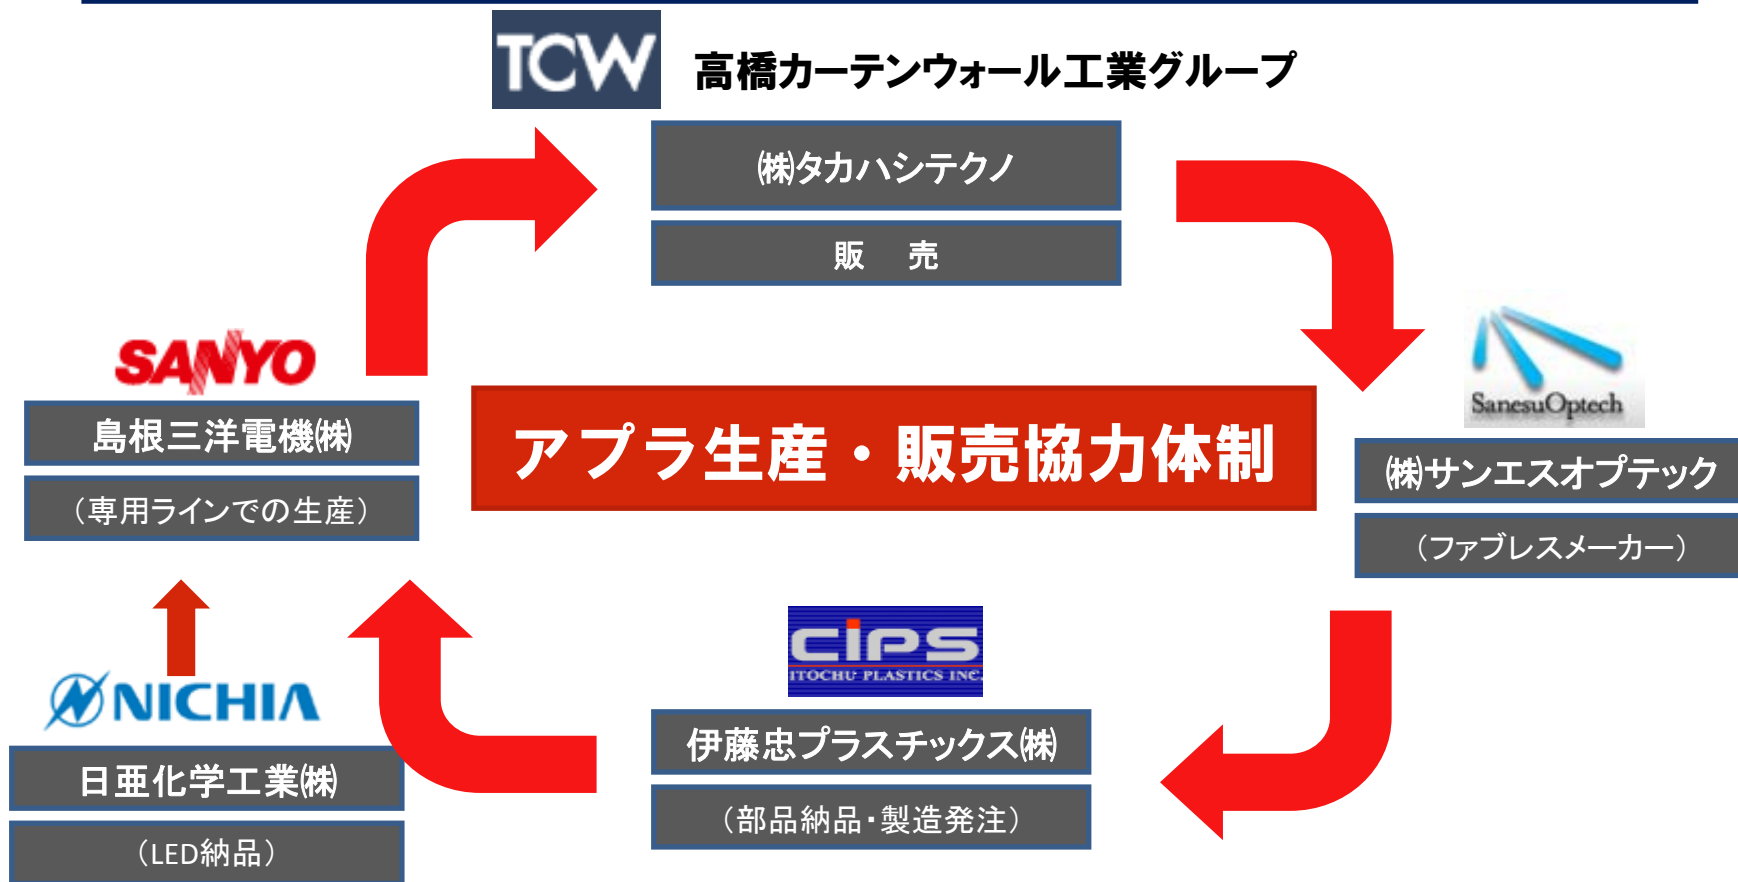 TCW
高橋カーテンウォール工業グループ
㈱タカハシテクノ
販　売
SANYO
島根三洋電機㈱
（専用ラインでの生産）
アプラ生産・販売協力体制
SanesuOptech
㈱サンエスオプテック
（ファブレスメーカー）
CIPS
ITOCHU PLASTICS INC.
伊藤忠プラスチックス㈱
（部品納品・製造発注）
NICHIA
日亜化学工業㈱
（LED納品）